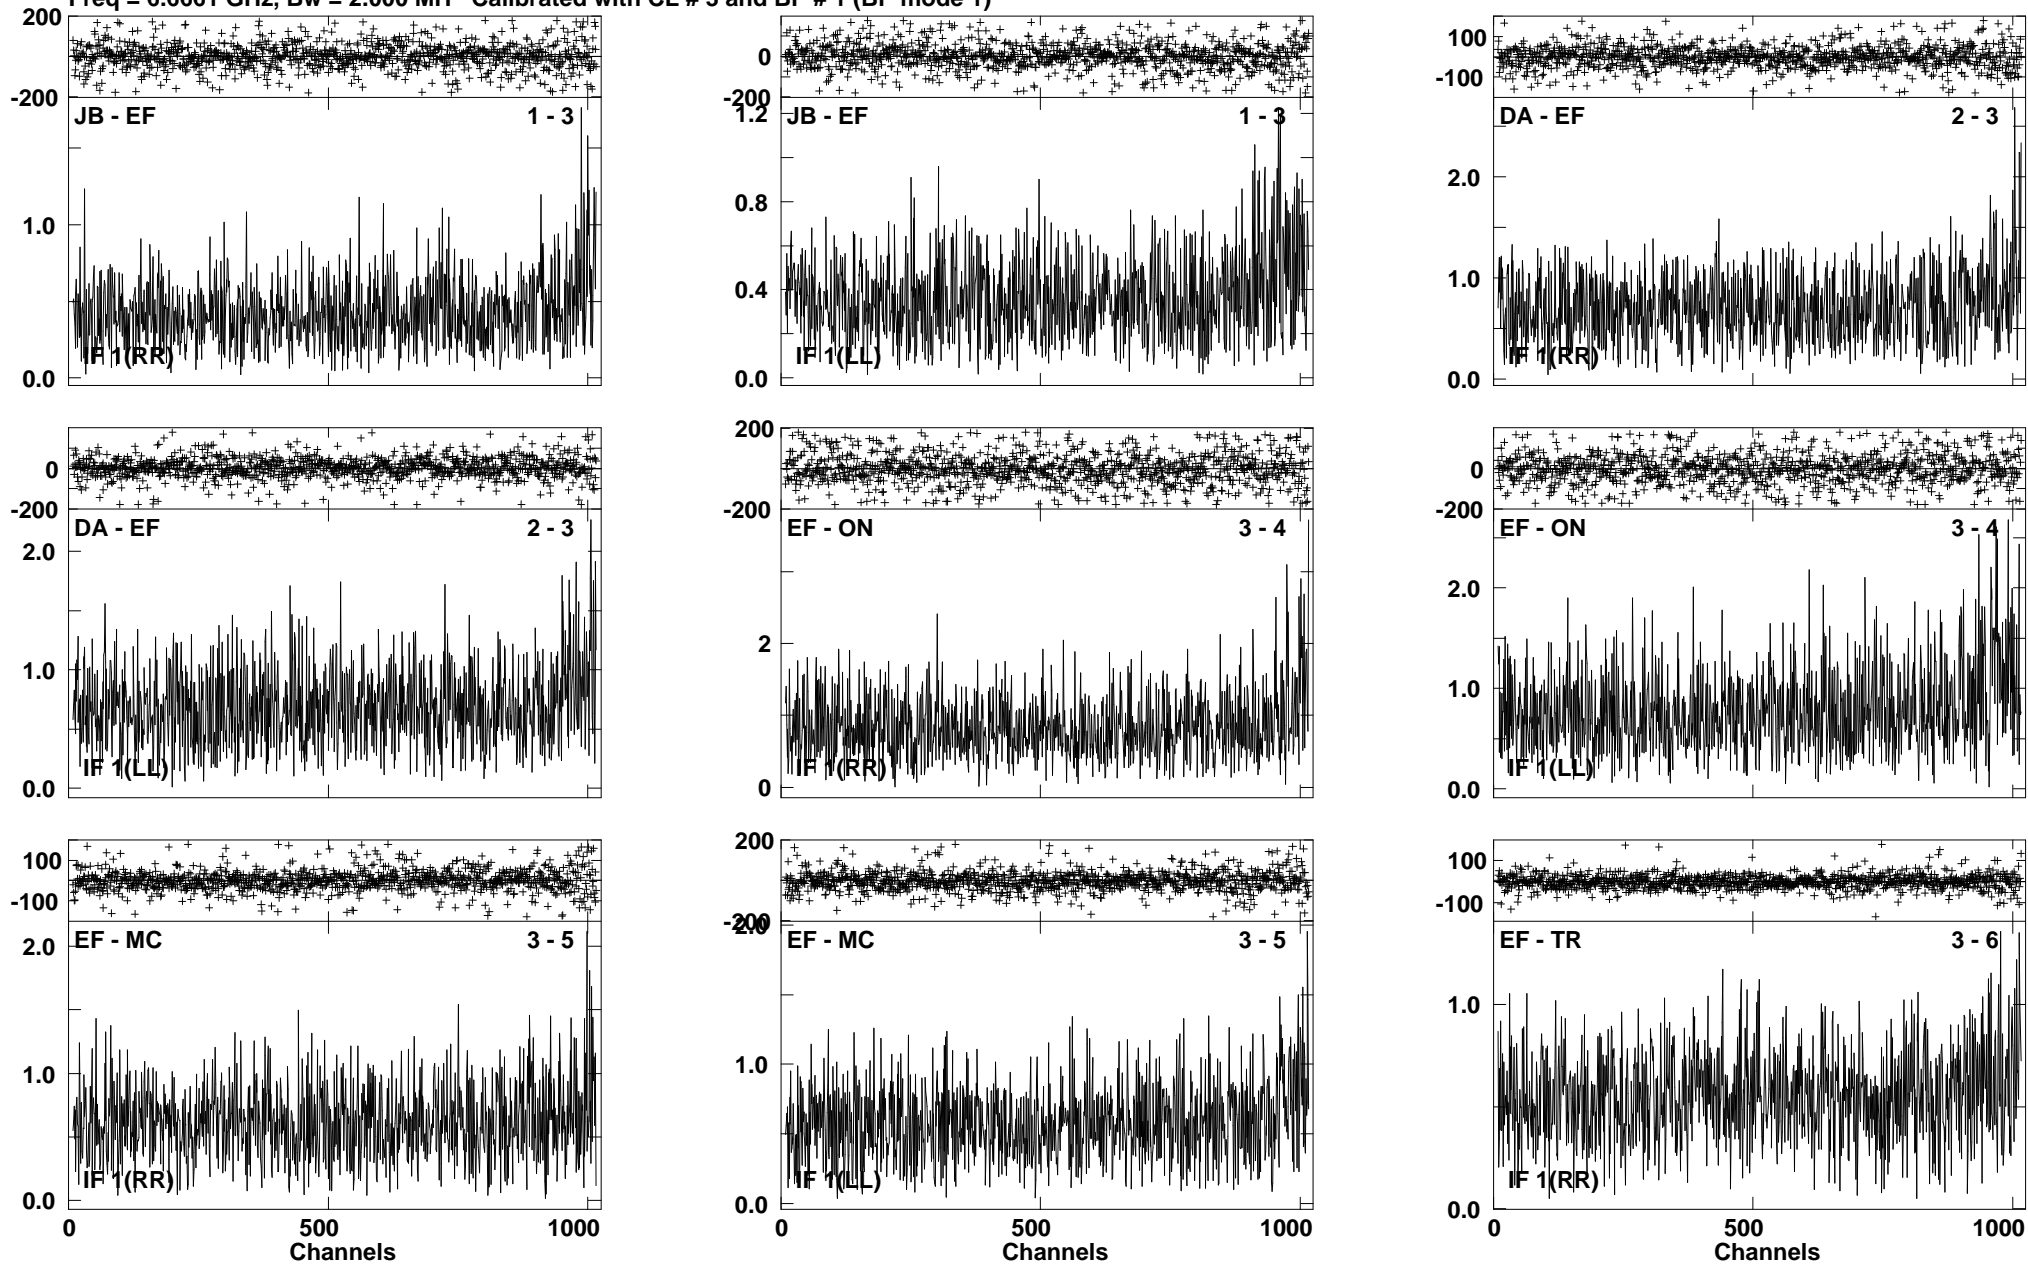 Freq = 6.6661 GHz, Bw = 2.000 MH Calibrated with CL # 3 and BP # 1 (BP mode 1)
200
-200
JB - EF 1 - 3
1.0
0.0
IF 1(RR)
0
-200
1.2
JB - EF 1 - 3
0.8
0.4
0.0
IF 1(LL)
100
-100
DA - EF 2 - 3
2.0
1.0
0.0
IF 1(RR)
0
-200
DA - EF 2 - 3
2.0
1.0
0.0
IF 1(LL)
200
-200
EF - ON 3 - 4
2
0
IF 1(RR)
0
-200
EF - ON 3 - 4
2.0
1.0
0.0
IF 1(LL)
100
-100
EF - MC 3 - 5
2.0
1.0
0.0
IF 1(RR)
0 500 1000
Channels
200
-200
2.0
EF - MC 3 - 5
1.0
0.0
IF 1(LL)
0 500 1000
Channels
100
-100
EF - TR 3 - 6
1.0
0.0
IF 1(RR)
0 500 1000
Channels